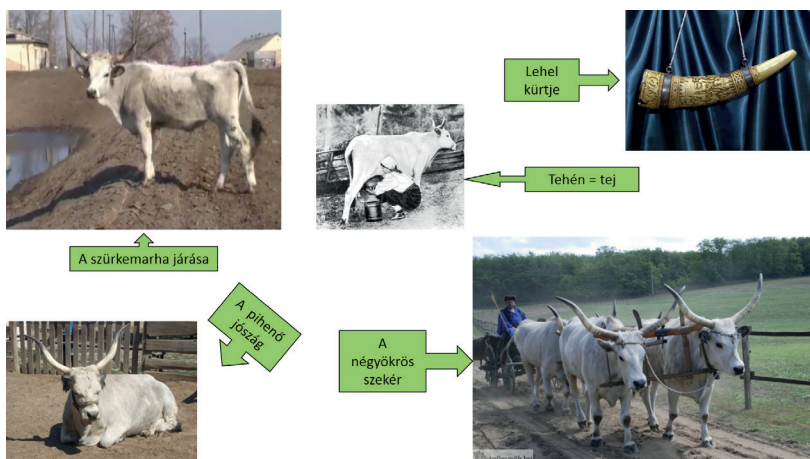 Lehel
kürtje
Tehén = tej
A szürkemarha járása
A pihenő
jószág
A
négyökrös
szekér